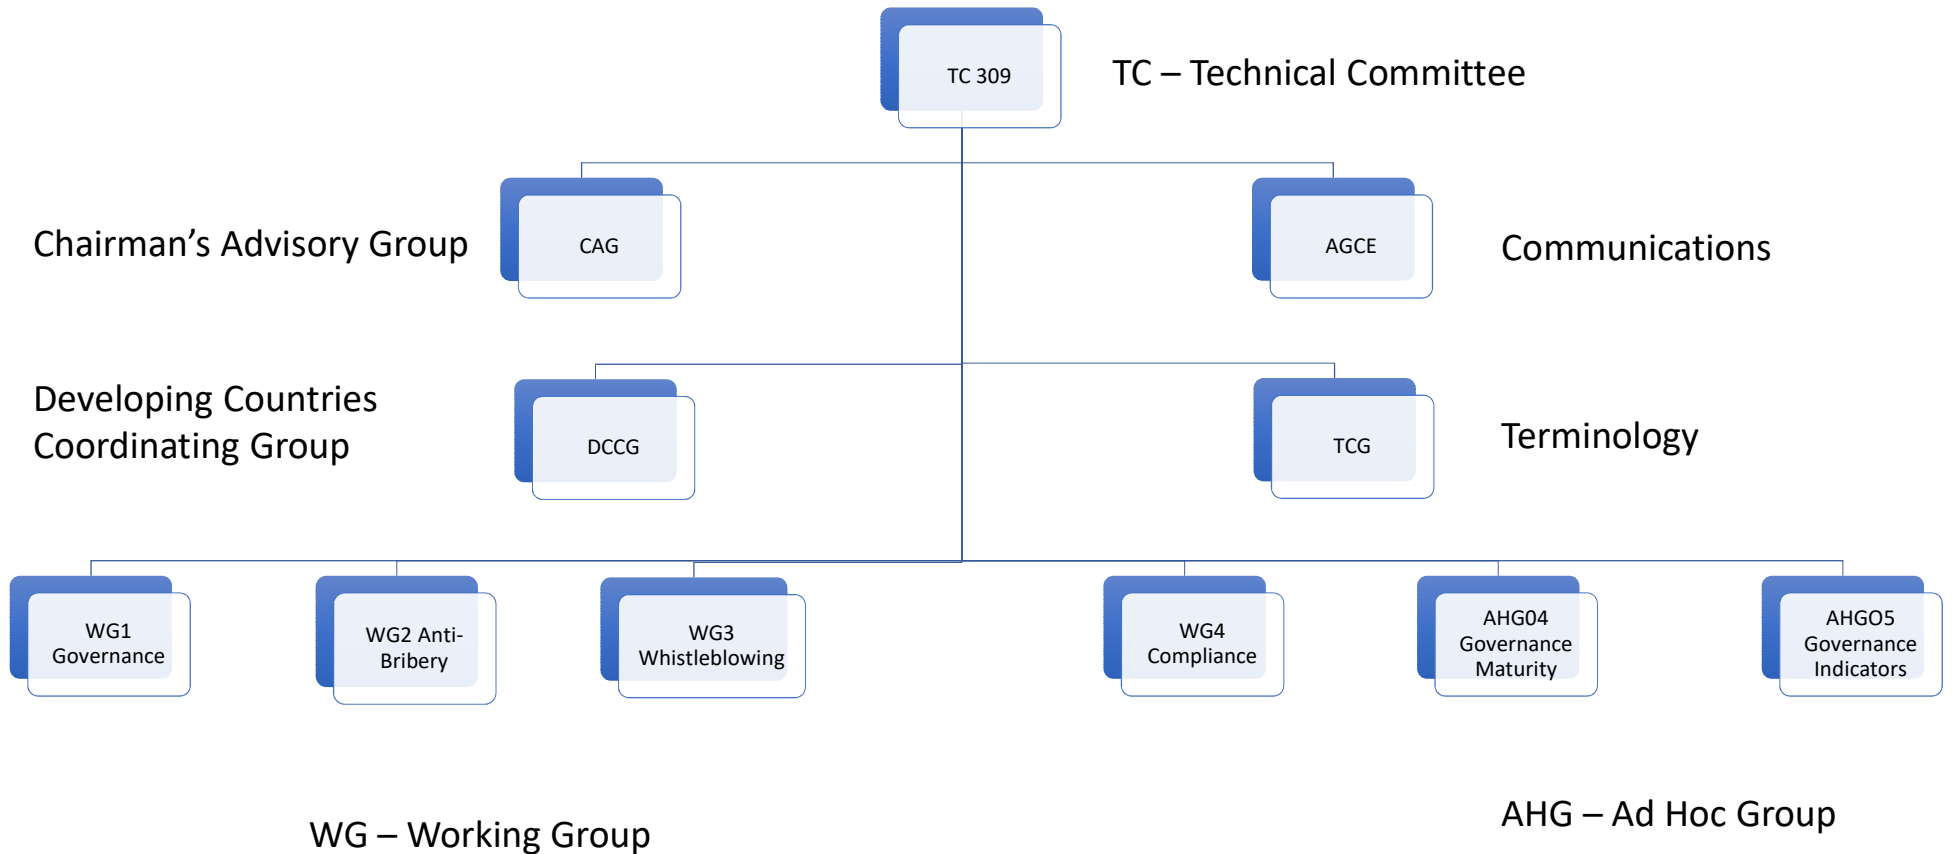 TC 309
TC – Technical Committee
Chairman’s Advisory Group
CAG
AGCE
Communications
Developing Countries
Coordinating Group
DCCG
TCG
Terminology
WG1
Governance
WG2 Anti-
Bribery
WG3
Whistleblowing
WG4
Compliance
AHG04
Governance
Maturity
AHGO5
Governance
Indicators
WG – Working Group
AHG – Ad Hoc Group